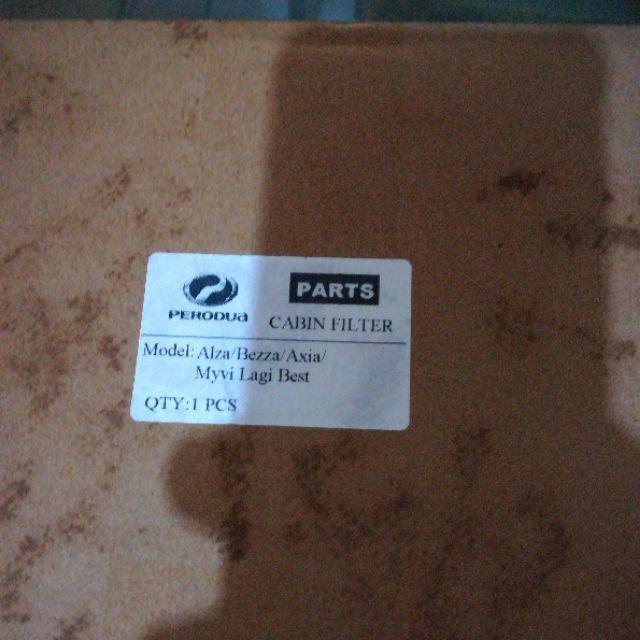 PERODUA
PARTS
CABIN FILTER
Model: Alza/Bezza/Axia/
Myvi Lagi Best
QTY:1 PCS